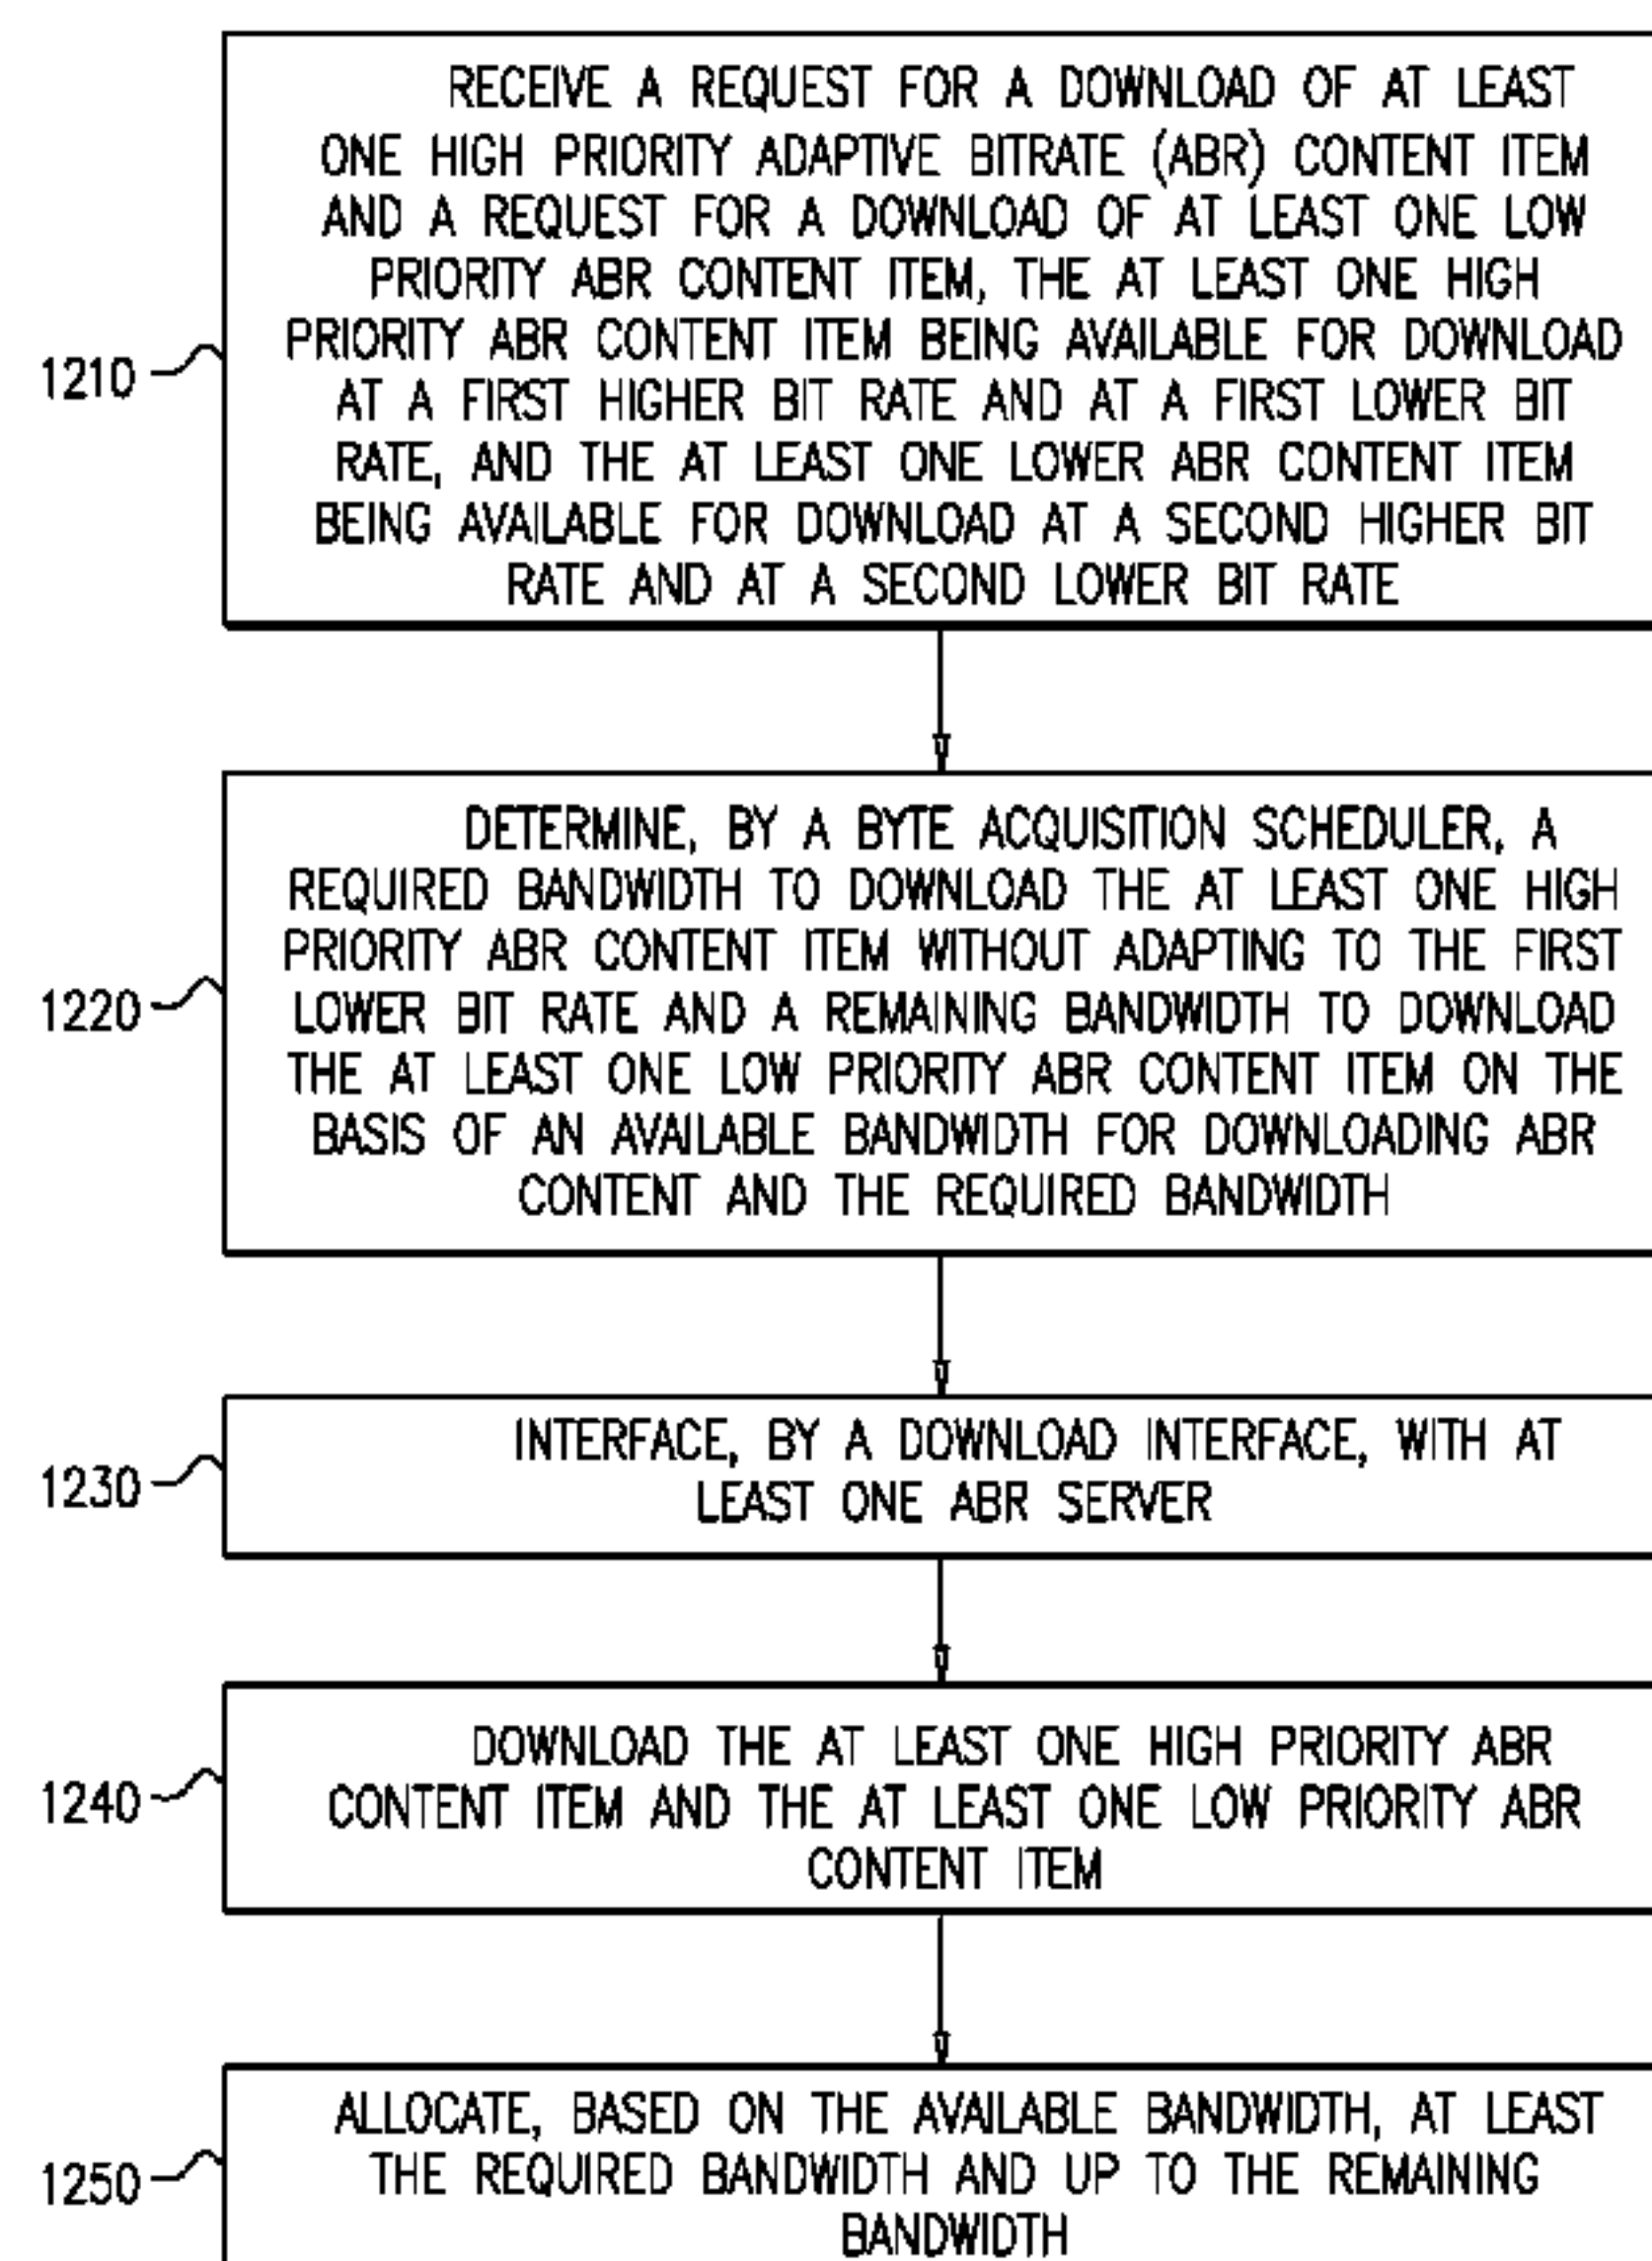 RECEIVE A REQUEST FOR A DOWNLOAD OF AT LEAST
ONE HIGH PRIORITY ADAPTIVE BITRATE (ABR) CONTENT ITEM
AND A REQUEST FOR A DOWNLOAD OF AT LEAST ONE LOW
PRIORITY ABR CONTENT ITEM, THE AT LEAST ONE HIGH
PRIORITY ABR CONTENT ITEM BEING AVAILABLE FOR DOWNLOAD
1210
AT A FIRST HIGHER BIT RATE AND AT A FIRST LOWER BIT
RATE, AND THE AT LEAST ONE LOWER ABR CONTENT ITEM
BEING AVAILABLE FOR DOWNLOAD AT A SECOND HIGHER BIT
RATE AND AT A SECOND LOWER BIT RATE
DETERMINE, BY A BYTE ACQUISITION SCHEDULER, A
REQUIRED BANDWIDTH TO DOWNLOAD THE AT LEAST ONE HIGH
PRIORITY ABR CONTENT ITEM WITHOUT ADAPTING TO THE FIRST
1220
LOWER BIT RATE AND A REMAINING BANDWIDTH TO DOWNLOAD
THE AT LEAST ONE LOW PRIORITY ABR CONTENT ITEM ON THE
BASIS OF AN AVAILABLE BANDWIDTH FOR DOWNLOADING ABR
CONTENT AND THE REQUIRED BANDWIDTH
INTERFACE, BY A DOWNLOAD INTERFACE, WITH AT
1230
LEAST ONE ABR SERVER
DOWNLOAD THE AT LEAST ONE HIGH PRIORITY ABR
1240
CONTENT ITEM AND THE AT LEAST ONE LOW PRIORITY ABR
CONTENT ITEM
ALLOCATE, BASED ON THE AVAILABLE BANDWIDTH, AT LEAST
1250
THE REQUIRED BANDWIDTH AND UP TO THE REMAINING
BANDWIDTH